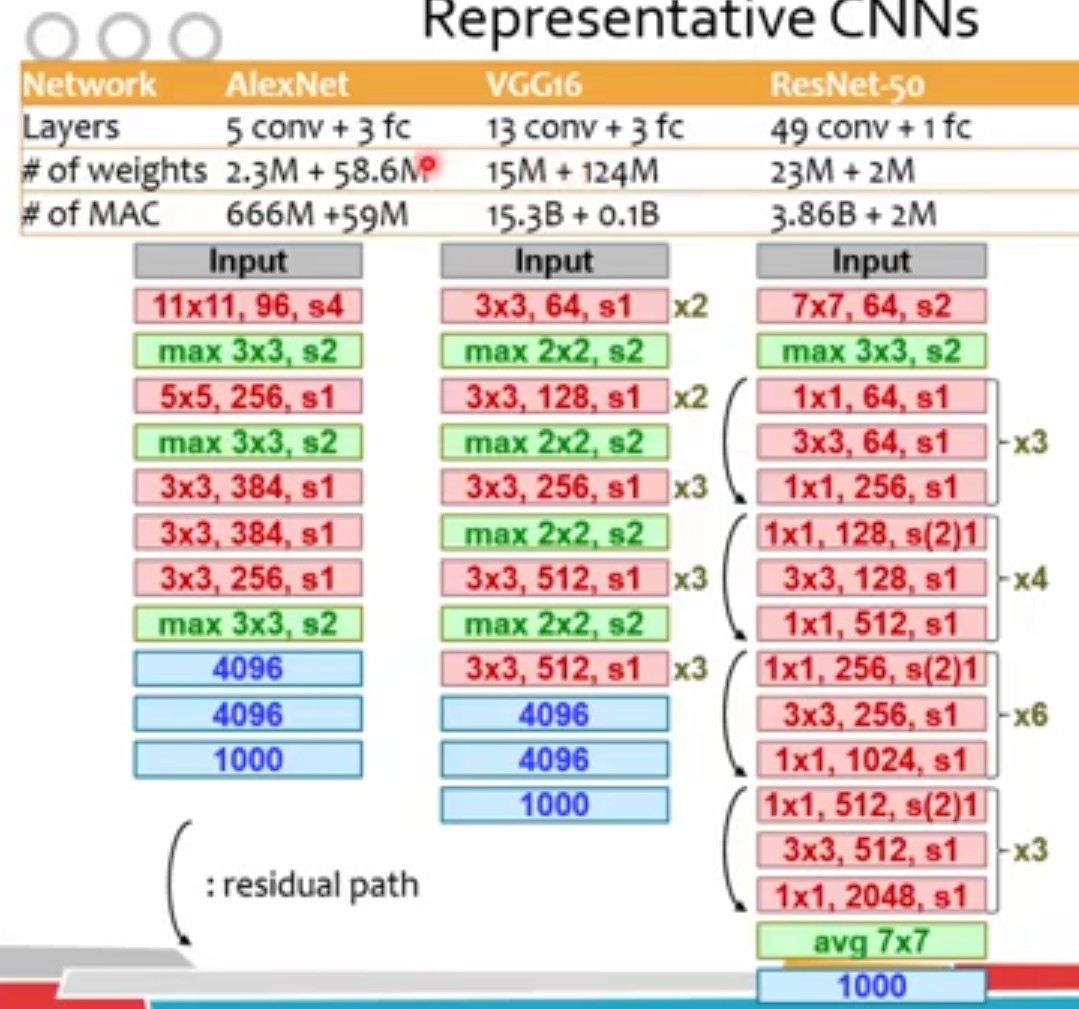 Representative CNNs
Network AlexNet VGG16 ResNet-50
Layers 5 conv + 3 fc 13 conv + 3 fc 49 conv + 1 fc
# of weights 2.3M + 58.6M 15M + 124M 23M + 2M
# of MAC 666M +59M 15.3B + 0.1B 3.86B + 2M
Input
11x11, 96, s4
max 3x3, s2
5x5, 256, s1
max 3x3, s2
3x3, 384, s1
3x3, 384, s1
3x3, 256, s1
max 3x3, s2
4096
4096
1000
: residual path
Input
3x3, 64, s1 x2
max 2x2, s2
3x3, 128, s1 x2
max 2x2, s2
3x3, 256, s1 x3
max 2x2, s2
3x3, 512, s1 x3
max 2x2, s2
3x3, 512, s1 x3
4096
4096
1000
Input
7x7, 64, s2
max 3x3, s2
1x1, 64, s1
3x3, 64, s1 x3
1x1, 256, s1
1x1, 128, s(2)1
3x3, 128, s1 x4
1x1, 512, s1
1x1, 256, s(2)1
3x3, 256, s1 x6
1x1, 1024, s1
1x1, 512, s(2)1
3x3, 512, s1 x3
1x1, 2048, s1
avg 7x7
1000